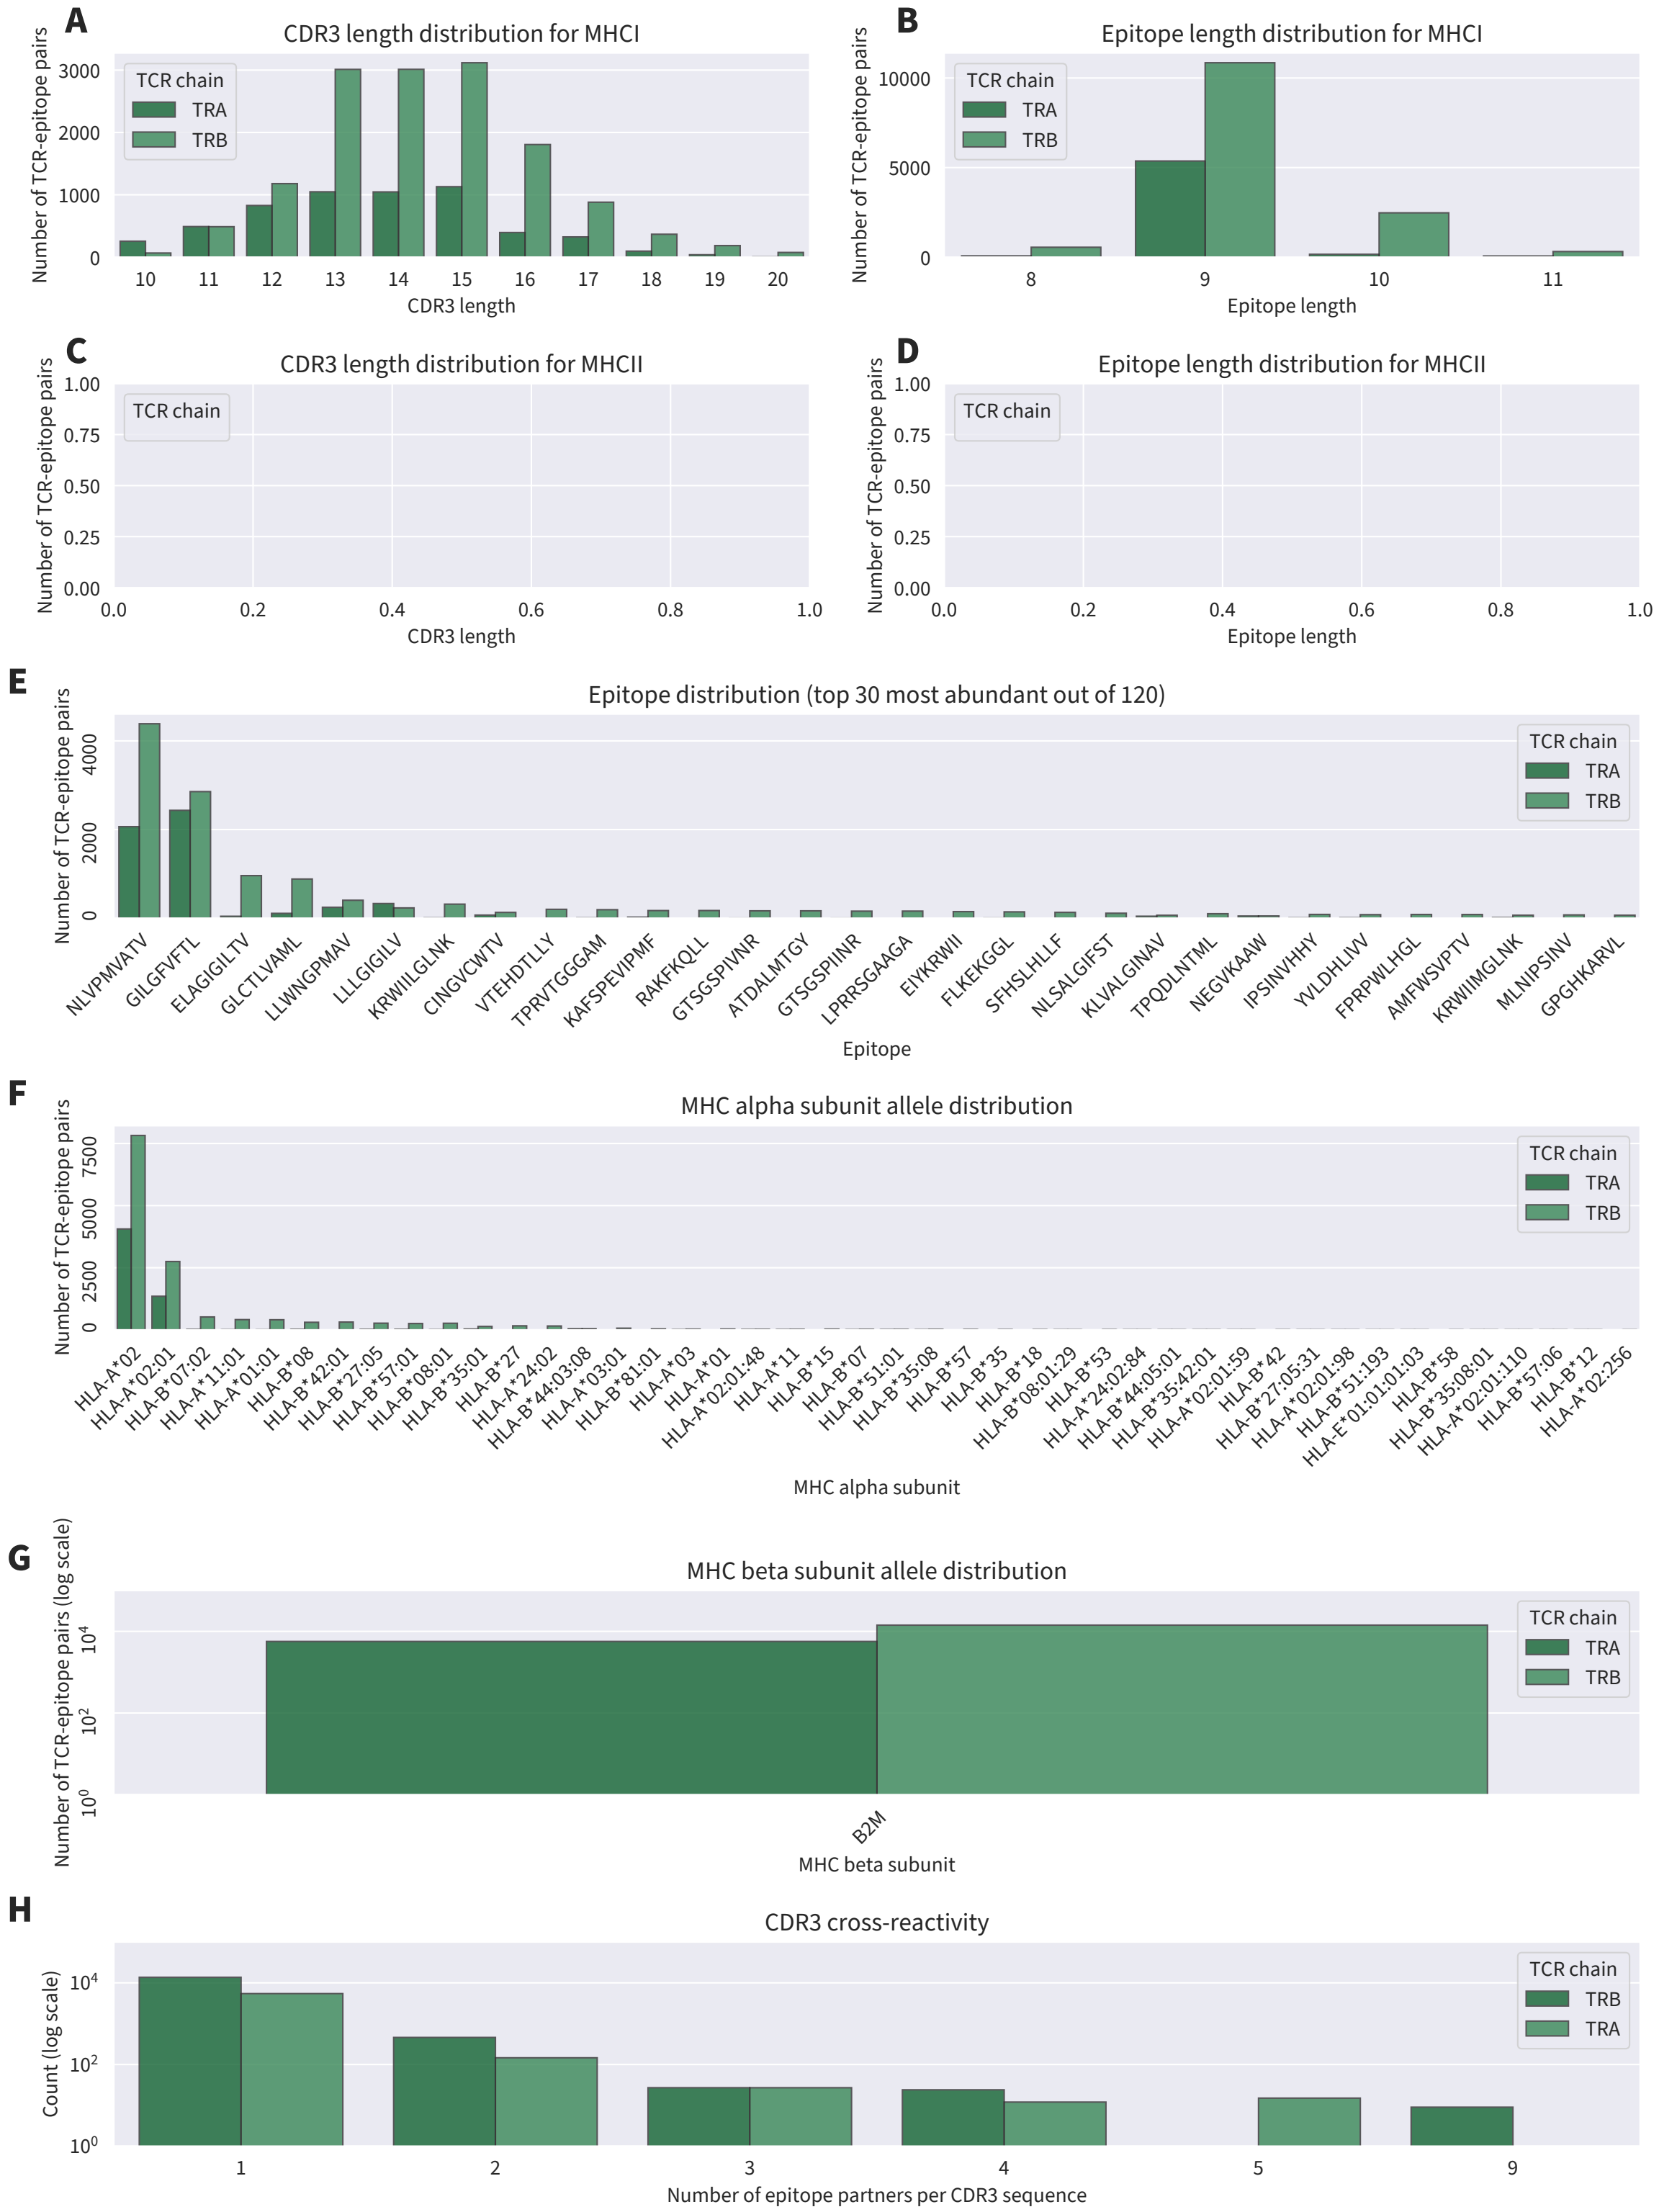 A
CDR3 length distribution for MHCI
Number of TCR-epitope pairs
3000
2000
1000
0
TCR chain
TRA
TRB
10 11 12 13 14 15 16 17 18 19 20
CDR3 length
B
Epitope length distribution for MHCI
Number of TCR-epitope pairs
10000
5000
0
TCR chain
TRA
TRB
8 9 10 11
Epitope length
C
CDR3 length distribution for MHCII
Number of TCR-epitope pairs
1.00
0.75
0.50
0.25
0.00
TCR chain
0.0 0.2 0.4 0.6 0.8 1.0
CDR3 length
D
Epitope length distribution for MHCII
Number of TCR-epitope pairs
1.00
0.75
0.50
0.25
0.00
TCR chain
0.0 0.2 0.4 0.6 0.8 1.0
Epitope length
E
Epitope distribution (top 30 most abundant out of 120)
Number of TCR-epitope pairs
4000
2000
0
TCR chain
TRA
TRB
NLVPMVATV
GILGFVFTL
ELAGIGILTV
GLCTLVAML
LLWNGPMAV
LLLGIGILV
KRWIILGLNK
CINGVCWTV
VTEHDTLLY
TPRVTGGGAM
KAFSPEVIPMF
RAKFKQLL
GTSGSPIVNR
ATDALMTGY
GTSGSPIINR
LPRRSGAAGA
EIYKRWII
FLKEKGGL
SFHSLHLLF
NLSALGIFST
KLVALGINAV
TPQDLNTML
NEGVKAAW
IPSINVHHY
YVLDHLIVV
FPRPWLHGL
AMFWSVPTV
KRWIIMGLNK
MLNIPSINV
GPGHKARVL
Epitope
F
MHC alpha subunit allele distribution
Number of TCR-epitope pairs
7500
5000
2500
0
TCR chain
TRA
TRB
HLA-A*02
HLA-A*02:01
HLA-B*07:02
HLA-A*11:01
HLA-A*01:01
HLA-B*08
HLA-B*42:01
HLA-B*27:05
HLA-B*57:01
HLA-B*08:01
HLA-B*35:01
HLA-B*27
HLA-A*24:02
HLA-B*44:03:08
HLA-A*03:01
HLA-B*81:01
HLA-A*03
HLA-A*01
HLA-A*02:01:48
HLA-A*11
HLA-B*15
HLA-B*07
HLA-B*51:01
HLA-B*35:08
HLA-B*57
HLA-B*35
HLA-B*18
HLA-B*08:01:29
HLA-B*53
HLA-A*24:02:84
HLA-B*44:05:01
HLA-B*35:42:01
HLA-A*02:01:59
HLA-B*42
HLA-B*27:05:31
HLA-A*02:01:98
HLA-B*51:193
HLA-E*01:01:01:03
HLA-B*58
HLA-B*35:08:01
HLA-A*02:01:110
HLA-B*57:06
HLA-B*12
HLA-A*02:256
MHC alpha subunit
G
MHC beta subunit allele distribution
Number of TCR-epitope pairs (log scale)
10⁴
10²
10⁰
TCR chain
TRA
TRB
B2M
MHC beta subunit
H
CDR3 cross-reactivity
Count (log scale)
10⁴
10²
10⁰
TCR chain
TRB
TRA
1 2 3 4 5 9
Number of epitope partners per CDR3 sequence